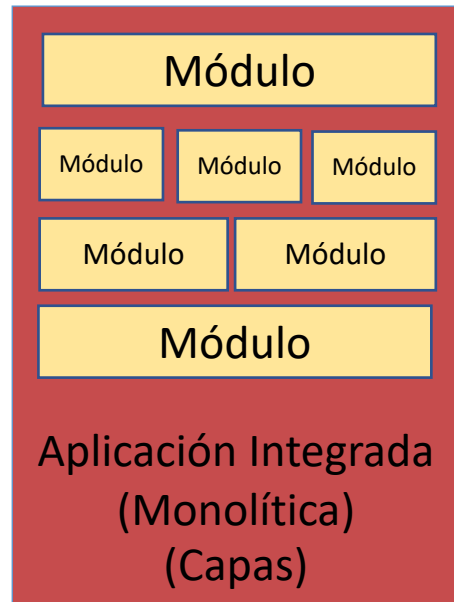 Módulo
Módulo Módulo Módulo
Módulo Módulo
Módulo
Aplicación Integrada
(Monolítica)
(Capas)